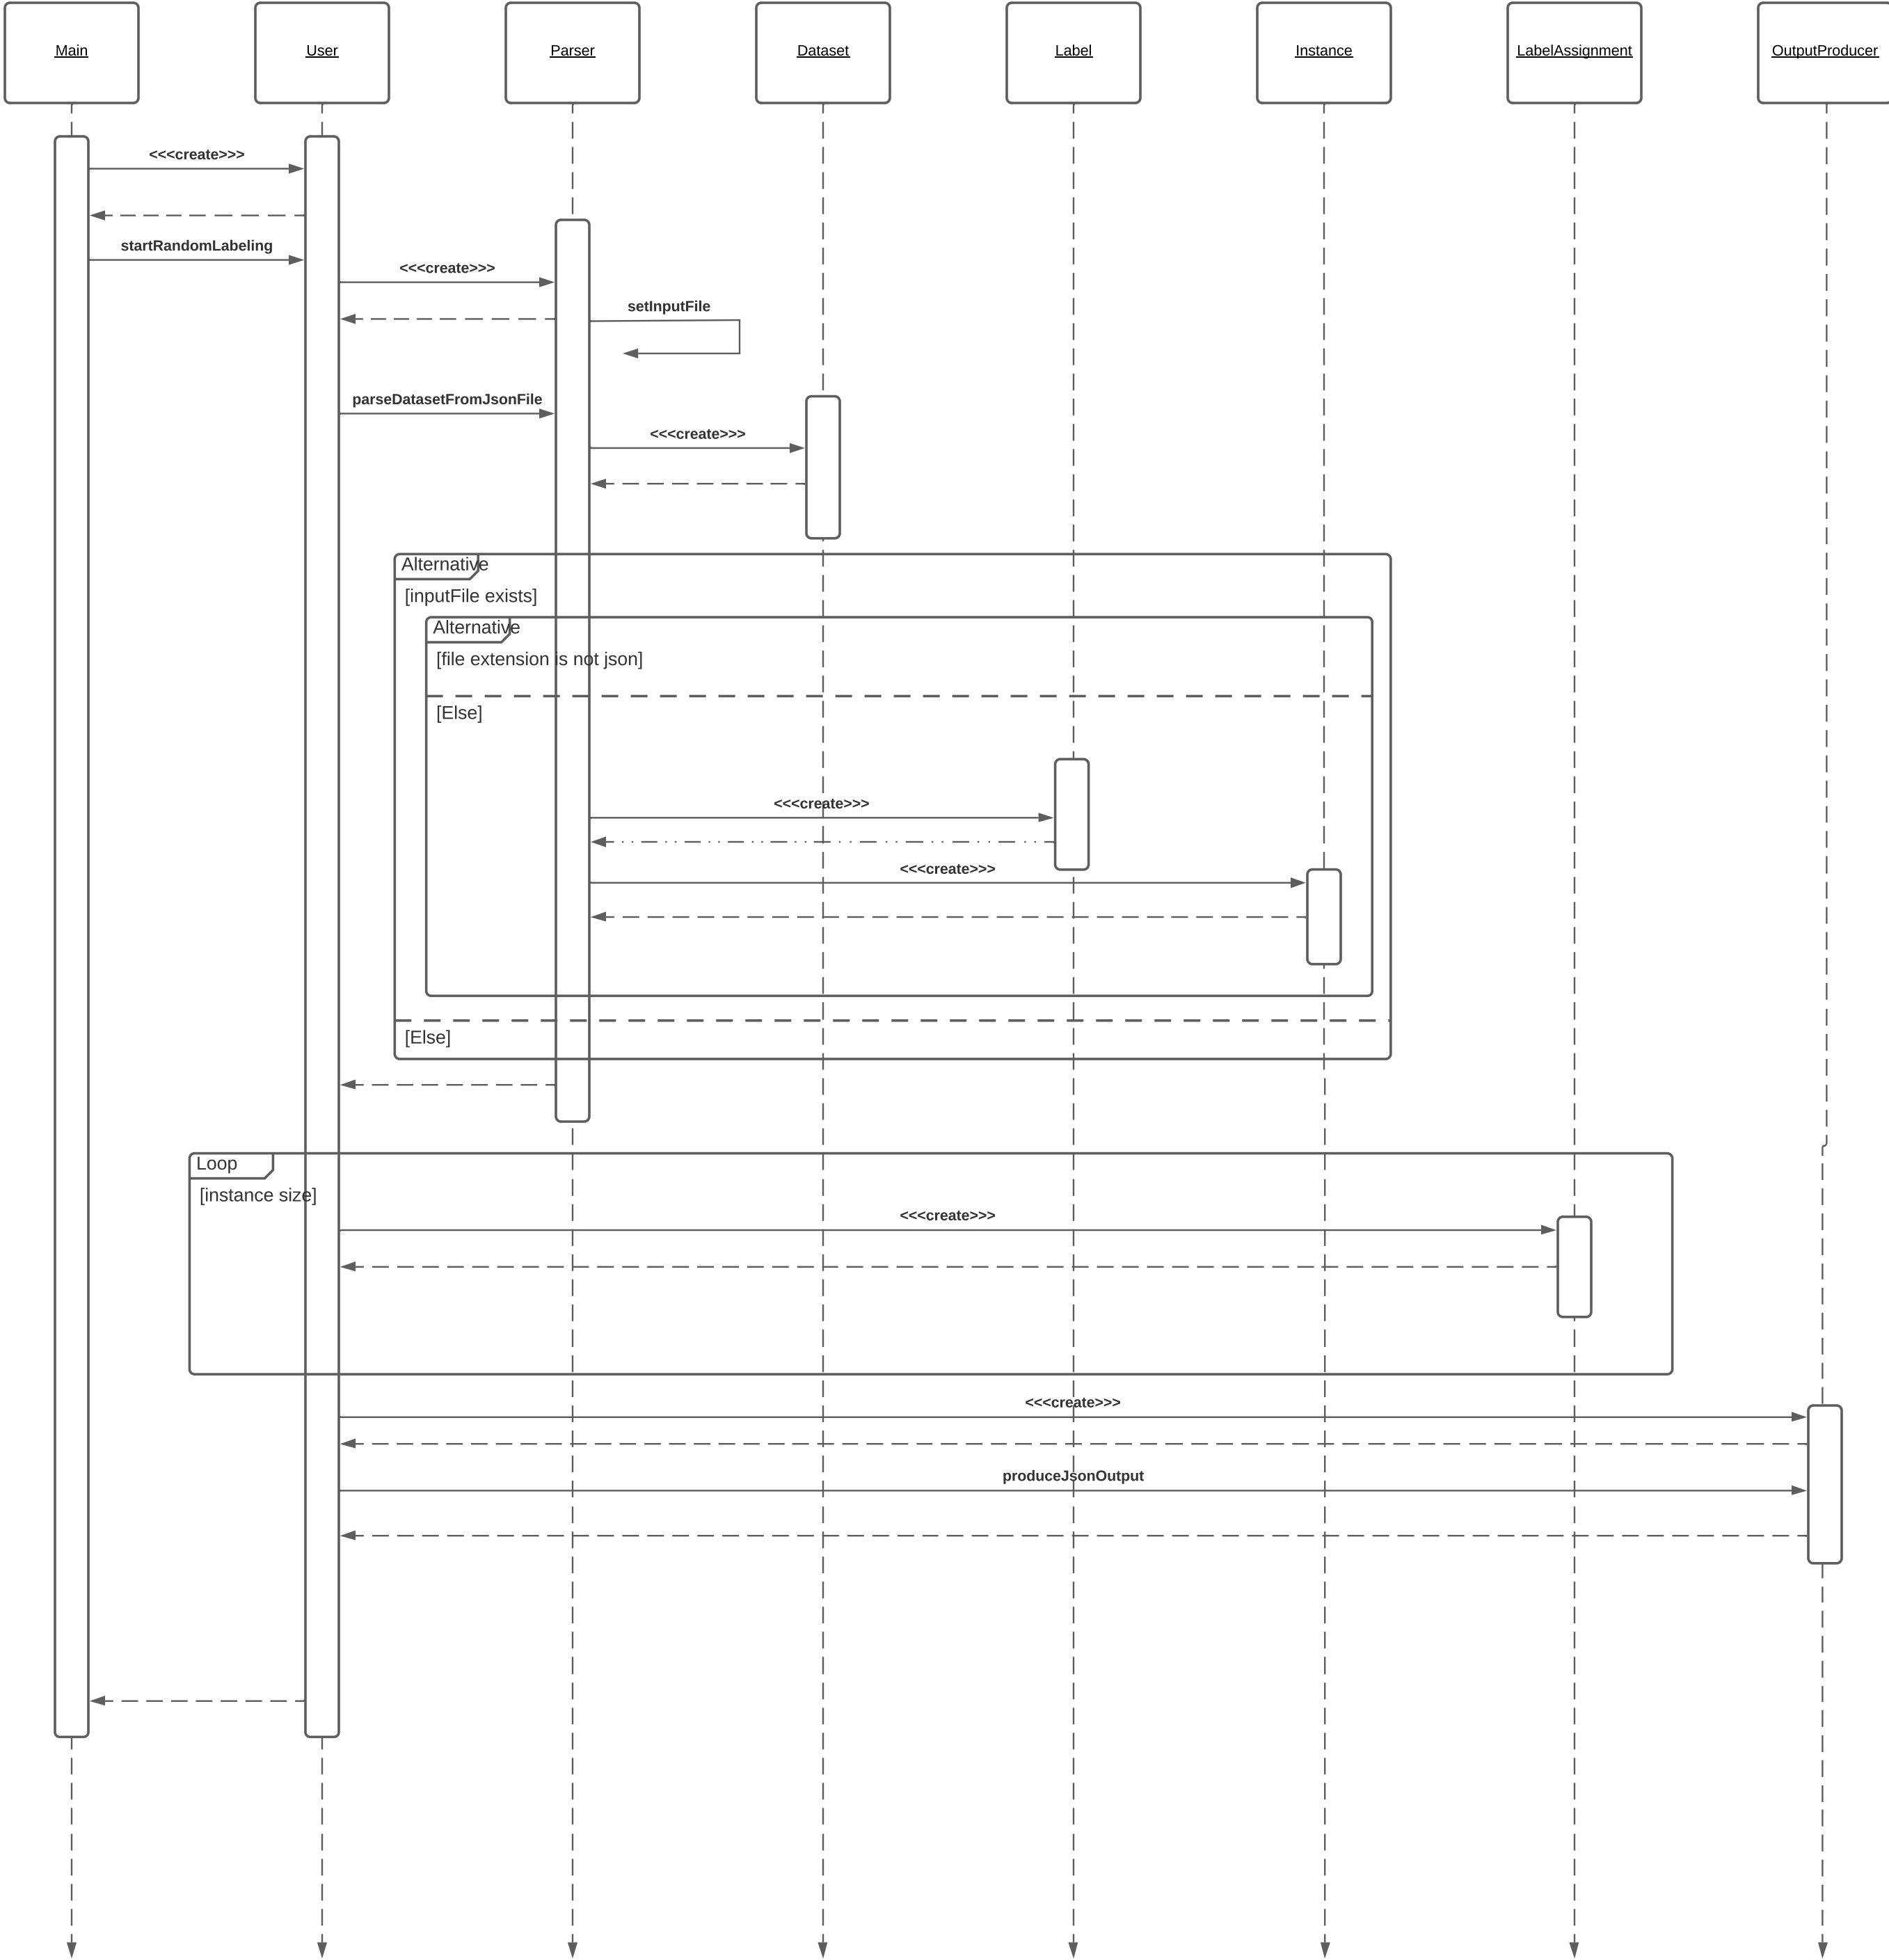 Main
User
Parser
Dataset
Label
Instance
LabelAssignment
OutputProducer
<<<create>>>
startRandomLabeling
<<<create>>>
setInputFile
parseDatasetFromJsonFile
<<<create>>>
Alternative
[inputFile exists]
Alternative
[file extension is not json]
[Else]
<<<create>>>
<<<create>>>
[Else]
Loop
[instance size]
<<<create>>>
<<<create>>>
produceJsonOutput